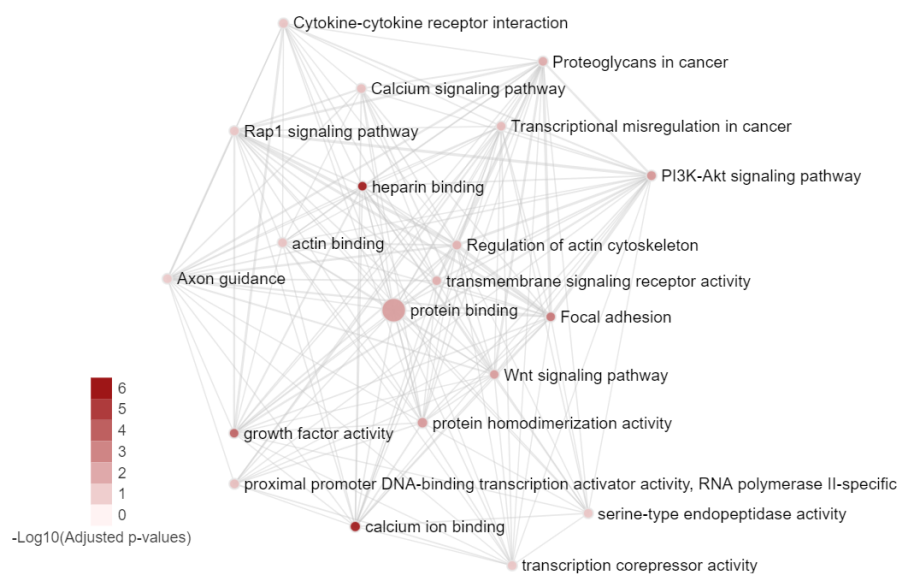 Cytokine-cytokine receptor interaction
Proteoglycans in cancer
Calcium signaling pathway
Transcriptional misregulation in cancer
Rap1 signaling pathway
PI3K-Akt signaling pathway
heparin binding
actin binding
Regulation of actin cytoskeleton
Axon guidance
transmembrane signaling receptor activity
protein binding
Focal adhesion
Wnt signaling pathway
protein homodimerization activity
growth factor activity
proximal promoter DNA-binding transcription activator activity, RNA polymerase II-specific
serine-type endopeptidase activity
calcium ion binding
transcription corepressor activity
6
5
4
3
2
1
0
-Log10(Adjusted p-values)